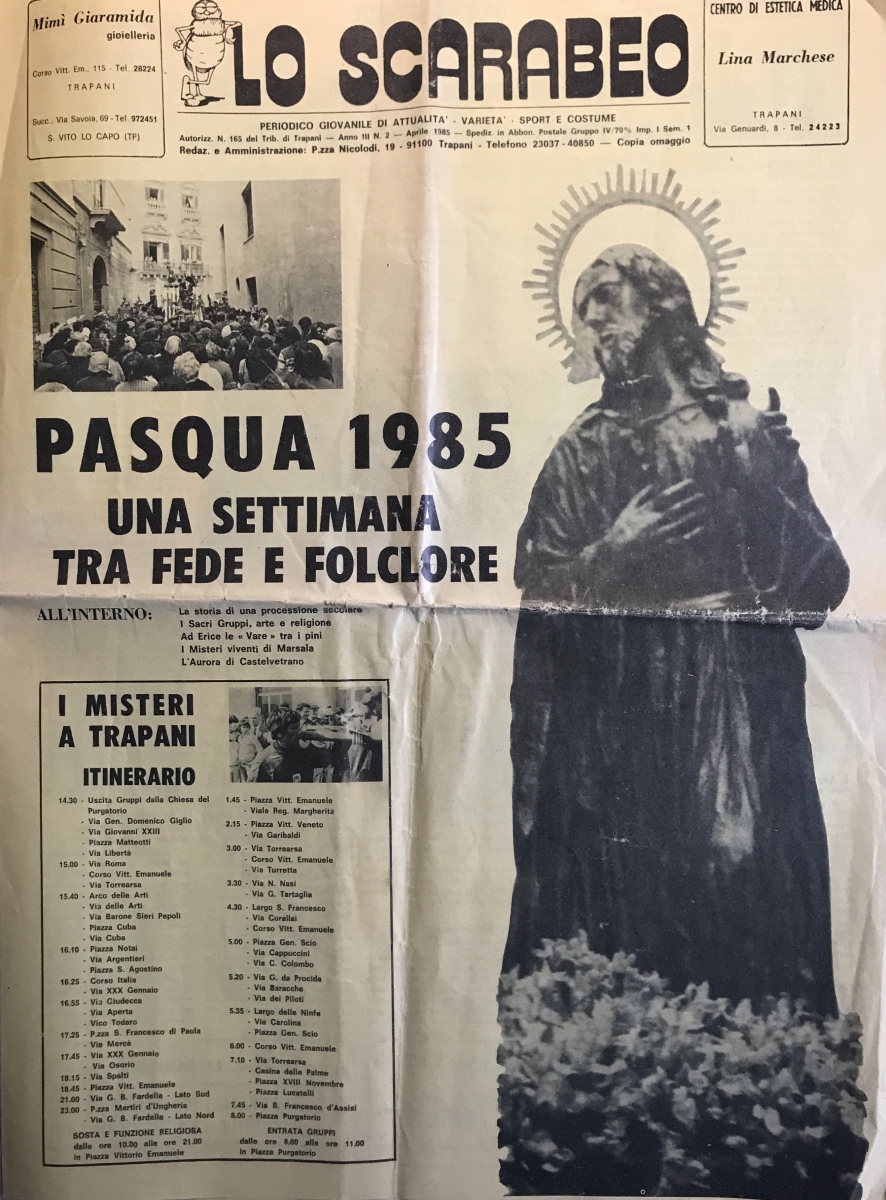 Mimì Giaramida
gioielleria
Corso Vitt. Em., 115 - Tel. 28224
TRAPANI
Succ.: Via Savoia, 69 - Tel. 972451
S. VITO LO CAPO (TP)
LO SCARABEO
PERIODICO GIOVANILE DI ATTUALITA' - VARIETA' - SPORT E COSTUME
Autorizz. N. 165 del Trib. di Trapani — Anno III N. 2 — Aprile 1985 — Spediz. in Abbon. Postale Gruppo IV/70% Imp. I Sem. 1
Redaz. e Amministrazione: P.zza Nicolodi, 19 - 91100 Trapani - Telefono 23037 - 40850 — Copia omaggio
CENTRO DI ESTETICA MEDICA
Lina Marchese
TRAPANI
Via Genuardi, 8 - Tel. 24223
PASQUA 1985
UNA SETTIMANA
TRA FEDE E FOLCLORE
ALL'INTERNO:
La storia di una processione secolare
I Sacri Gruppi, arte e religione
Ad Erice le « Vare » tra i pini
I Misteri viventi di Marsala
L'Aurora di Castelvetrano
I MISTERI
A TRAPANI
ITINERARIO
14.30 - Uscita Gruppi dalla Chiesa del
Purgatorio
- Via Gen. Domenico Giglio
- Via Giovanni XXIII
- Piazza Matteotti
- Via Libertà
15.00 - Via Roma
- Corso Vitt. Emanuele
- Via Torrearsa
15.40 - Arco delle Arti
- Via delle Arti
- Via Barone Sieri Pepoli
- Piazza Cuba
- Via Cuba
16.10 - Piazza Notai
- Via Argentieri
- Piazza S. Agostino
16.25 - Corso Italia
- Via XXX Gennaio
16.55 - Via Giudecca
- Via Aperta
- Vico Todaro
17.25 - P.zza S. Francesco di Paola
- Via Mercè
17.45 - Via XXX Gennaio
- Via Osorio
18.15 - Via Spalti
18.45 - Piazza Vitt. Emanuele
21.00 - Via G. B. Fardella - Lato Sud
23.00 - P.zza Martiri d'Ungheria
- Via G. B. Fardella - Lato Nord
SOSTA E FUNZIONE RELIGIOSA
dalle ore 10.00 alle ore 21.00
in Piazza Vittorio Emanuele
1.45 - Piazza Vitt. Emanuele
- Viale Reg. Margherita
2.15 - Piazza Vitt. Veneto
- Via Garibaldi
3.00 - Via Torrearsa
- Corso Vitt. Emanuele
- Via Turretta
3.30 - Via N. Nasi
- Via G. Tartaglia
4.30 - Largo S. Francesco
- Via Corallai
- Corso Vitt. Emanuele
5.00 - Piazza Gen. Scio
- Via Cappuccini
- Via C. Colombo
5.20 - Via G. da Procida
- Via Baracche
- Via dei Piloti
5.35 - Largo delle Ninfe
- Via Carolina
- Piazza Gen. Scio
6.00 - Corso Vitt. Emanuele
7.10 - Via Torrearsa
- Casina delle Palme
- Piazza XVIII Novembre
- Piazza Lucatelli
7.45 - Via S. Francesco d'Assisi
8.00 - Piazza Purgatorio
ENTRATA GRUPPI
dalle ore 8.00 alle ore 11.00
in Piazza Purgatorio